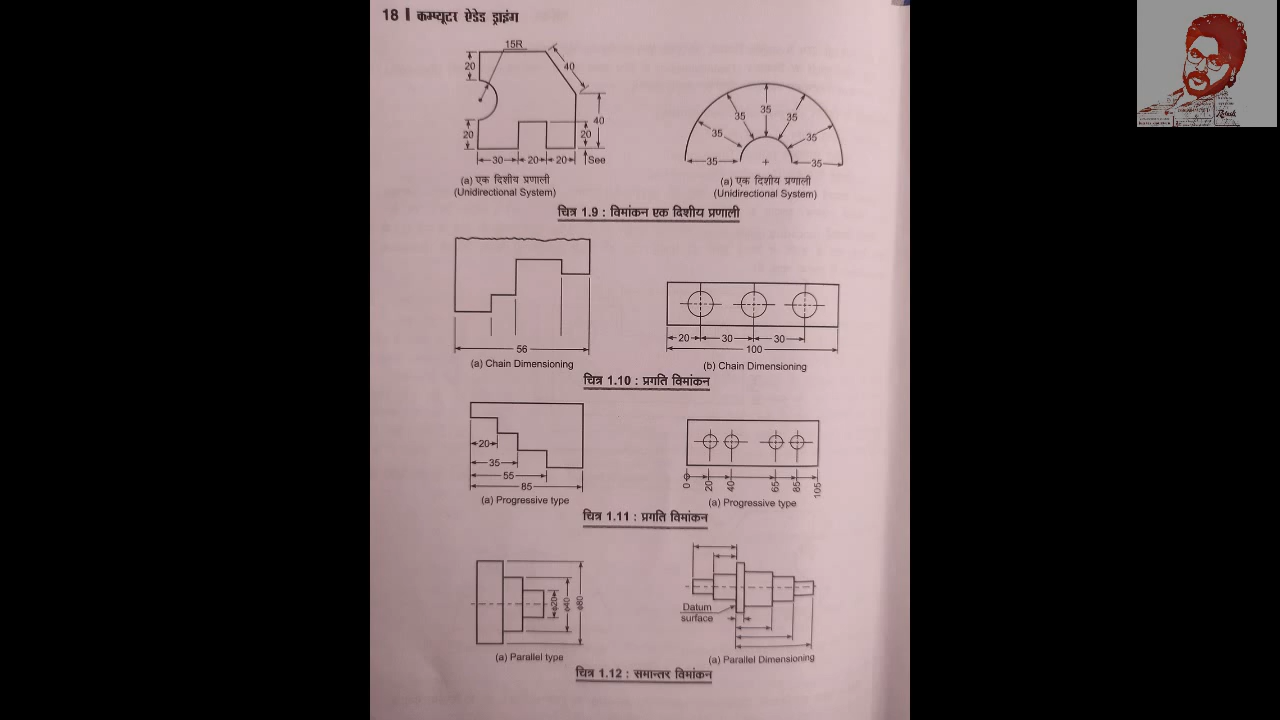 18 | कम्प्यूटर ऐडेड ड्राइंग
15R
20
40
40
20
20
30 20 20 See
(a) एक दिशीय प्रणाली
(Unidirectional System)
35
35 35
35 35
35 35
(a) एक दिशीय प्रणाली
(Unidirectional System)
चित्र 1.9 : विमांकन एक दिशीय प्रणाली
56
(a) Chain Dimensioning
20 30 30
100
(b) Chain Dimensioning
चित्र 1.10 : प्रगति विमांकन
20
35
55
85
(a) Progressive type
0 20 40 65 85 105
(a) Progressive type
चित्र 1.11 : प्रगति विमांकन
ϕ20 ϕ40 ϕ80
(a) Parallel type
Datum
surface
(a) Parallel Dimensioning
चित्र 1.12 : समान्तर विमांकन